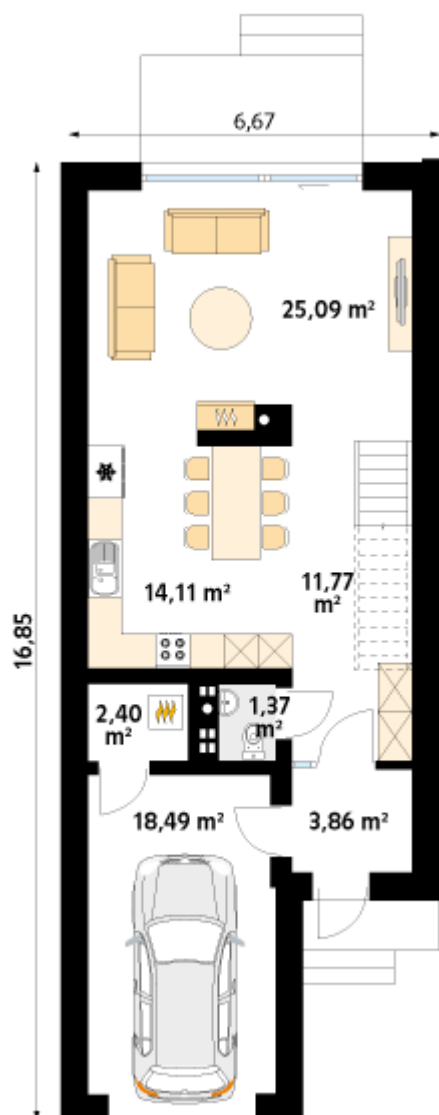 6,67
25,09 m²
16,85
14,11 m²
11,77
m²
2,40
m²
1,37
m²
18,49 m²
3,86 m²